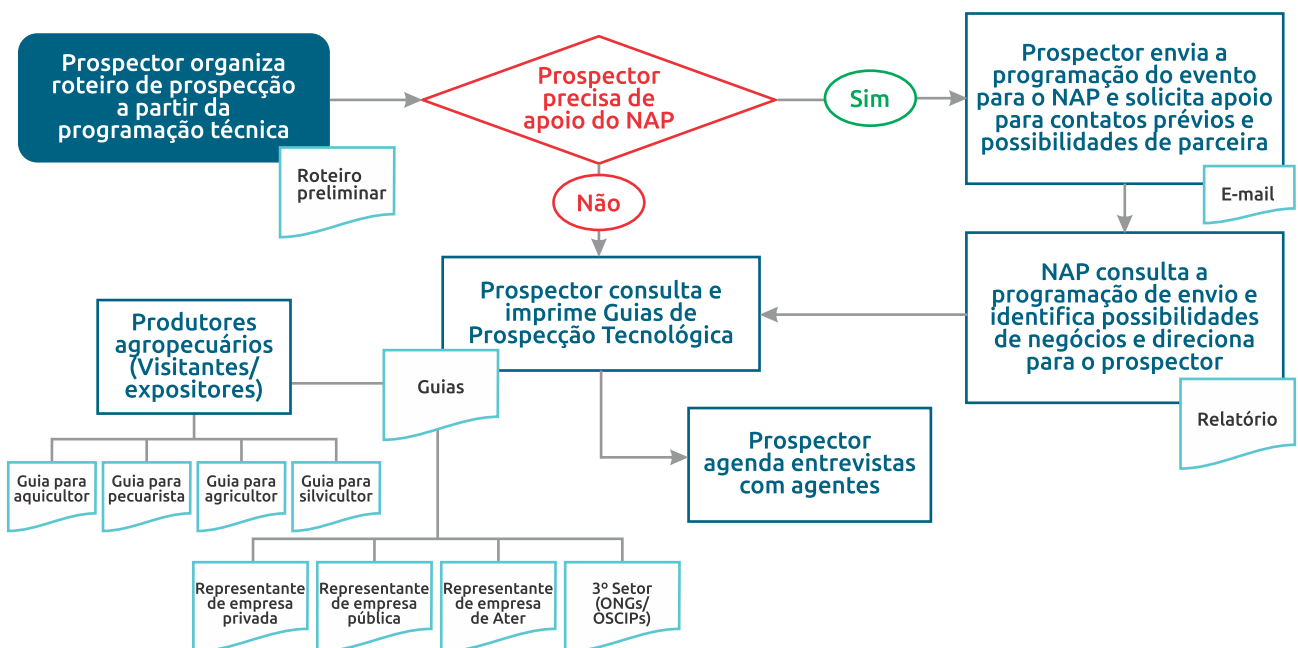 Prospector organiza
roteiro de prospecção
a partir da
programação técnica
Roteiro
preliminar
Prospector
precisa de
apoio do NAP
Sim
Não
Prospector envia a
programação do evento
para o NAP e solicita apoio
para contatos prévios e
possibilidades de parceira
E-mail
NAP consulta a
programação de envio e
identifica possibilidades
de negócios e direciona
para o prospector
Relatório
Prospector consulta e
imprime Guias de
Prospecção Tecnológica
Guias
Produtores
agropecuários
(Visitantes/
expositores)
Guia para
aquicultor
Guia para
pecuarista
Guia para
agricultor
Guia para
silvicultor
Prospector
agenda entrevistas
com agentes
Representante
de empresa
privada
Representante
de empresa
pública
Representante
de empresa
de Ater
3º Setor
(ONGs/
OSCIPs)